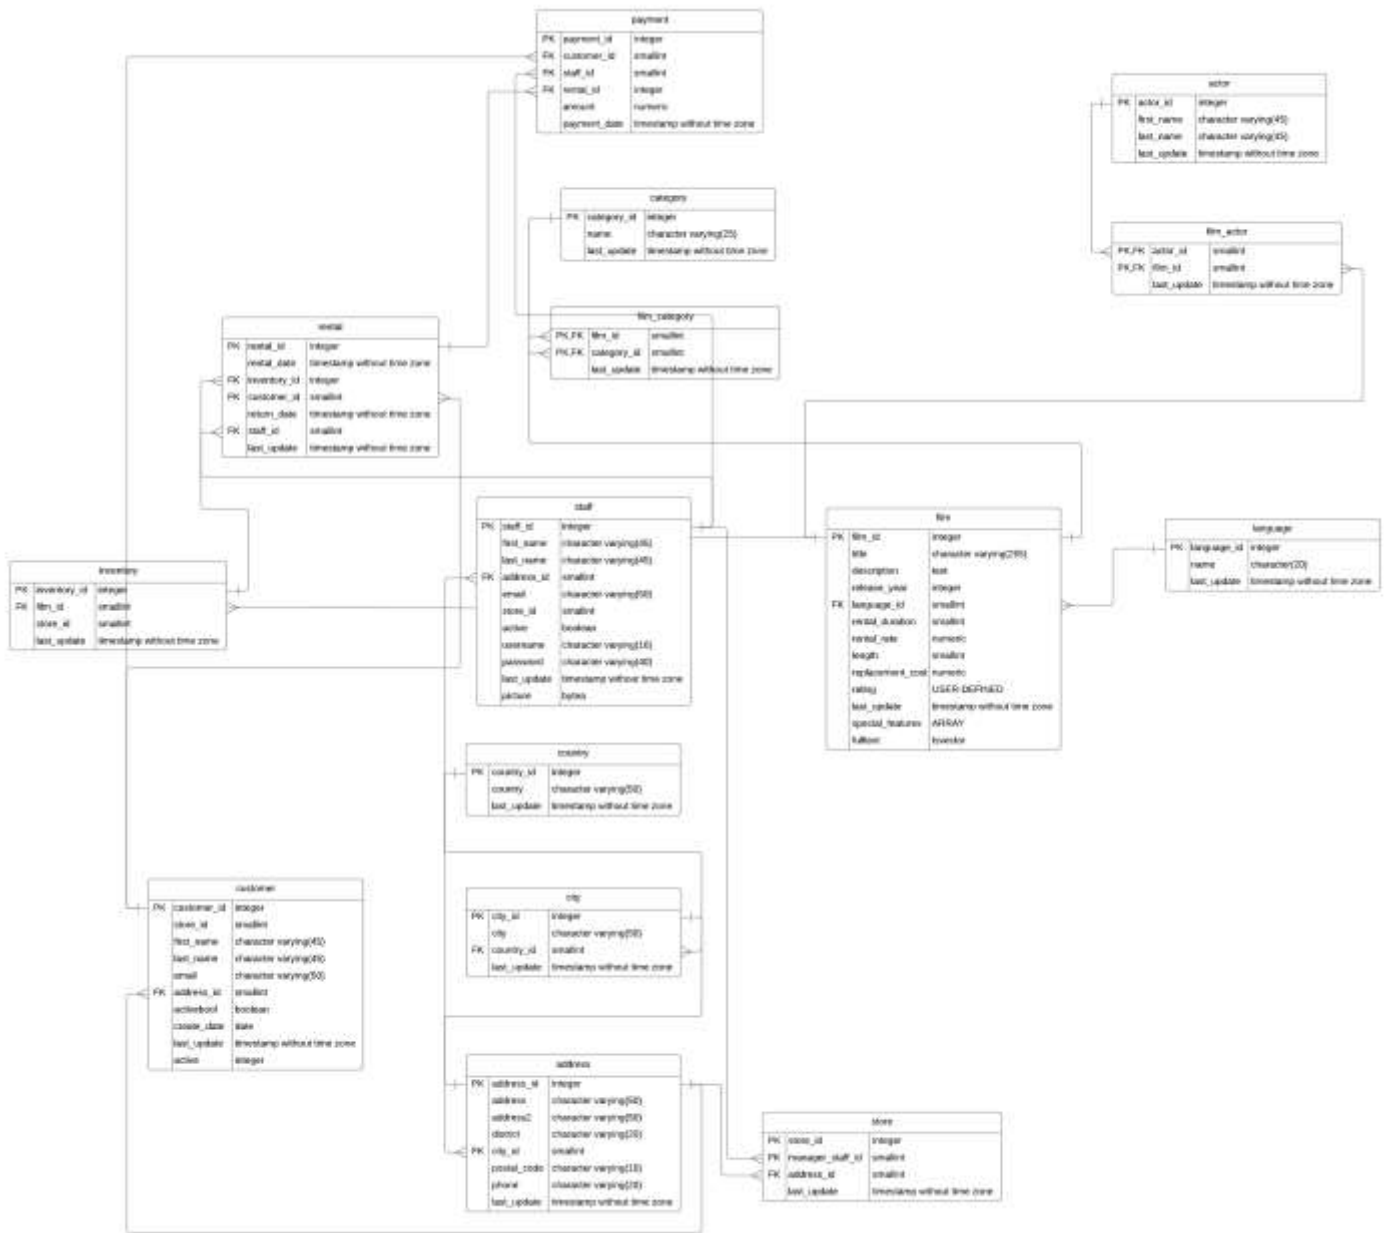 payment
PK payment_id integer
FK customer_id smallint
FK staff_id smallint
FK rental_id integer
amount numeric
payment_date timestamp without time zone
actor
PK actor_id integer
first_name character varying(45)
last_name character varying(45)
last_update timestamp without time zone
category
PK category_id integer
name character varying(25)
last_update timestamp without time zone
film_actor
PK,FK actor_id smallint
PK,FK film_id smallint
last_update timestamp without time zone
film_category
PK,FK film_id smallint
PK,FK category_id smallint
last_update timestamp without time zone
rental
PK rental_id integer
rental_date timestamp without time zone
FK inventory_id integer
FK customer_id smallint
return_date timestamp without time zone
FK staff_id smallint
last_update timestamp without time zone
staff
PK staff_id integer
first_name character varying(45)
last_name character varying(45)
FK address_id smallint
email character varying(50)
store_id smallint
active boolean
username character varying(16)
password character varying(40)
last_update timestamp without time zone
picture bytea
film
PK film_id integer
title character varying(255)
description text
release_year integer
FK language_id smallint
rental_duration smallint
rental_rate numeric
length smallint
replacement_cost numeric
rating USER-DEFINED
last_update timestamp without time zone
special_features ARRAY
fulltext tsvector
language
PK language_id integer
name character(20)
last_update timestamp without time zone
inventory
PK inventory_id integer
FK film_id smallint
store_id smallint
last_update timestamp without time zone
country
PK country_id integer
country character varying(50)
last_update timestamp without time zone
customer
PK customer_id integer
store_id smallint
first_name character varying(45)
last_name character varying(45)
email character varying(50)
FK address_id smallint
activebool boolean
create_date date
last_update timestamp without time zone
active integer
city
PK city_id integer
city character varying(50)
FK country_id smallint
last_update timestamp without time zone
address
PK address_id integer
address character varying(50)
address2 character varying(50)
district character varying(20)
FK city_id smallint
postal_code character varying(10)
phone character varying(20)
last_update timestamp without time zone
store
PK store_id integer
FK manager_staff_id smallint
FK address_id smallint
last_update timestamp without time zone